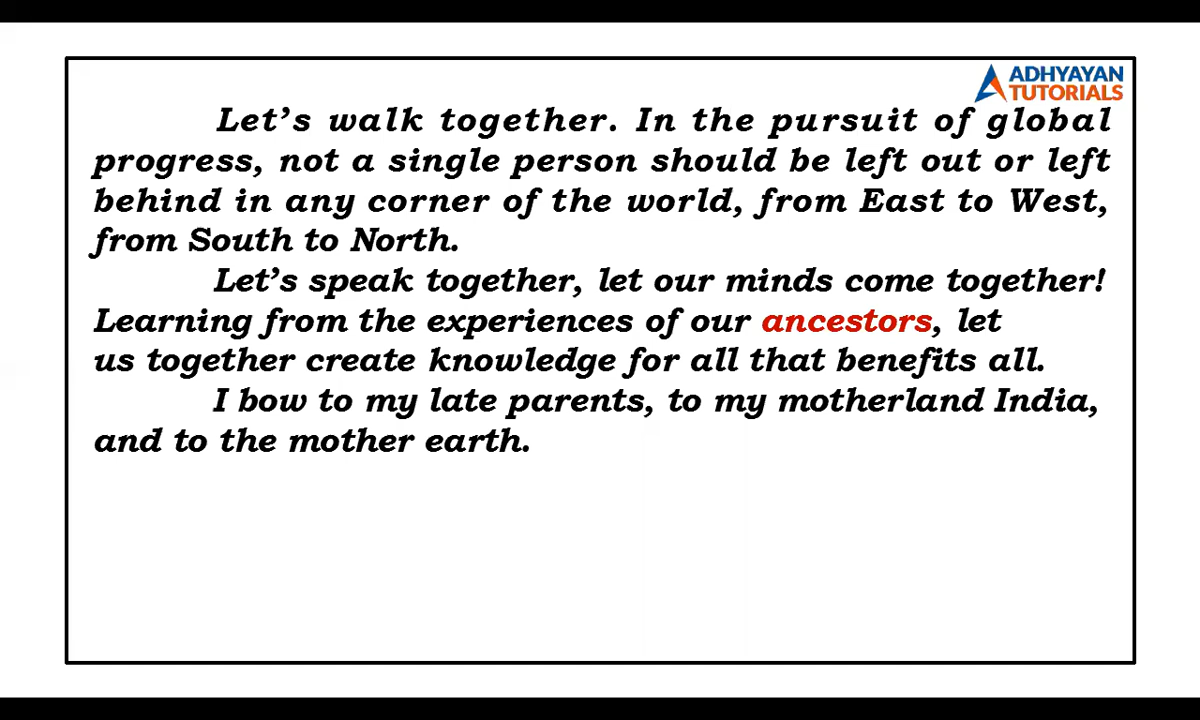 ADHYAYAN
TUTORIALS
Let’s walk together. In the pursuit of global
progress, not a single person should be left out or left
behind in any corner of the world, from East to West,
from South to North.
Let’s speak together, let our minds come together!
Learning from the experiences of our ancestors, let
us together create knowledge for all that benefits all.
I bow to my late parents, to my motherland India,
and to the mother earth.